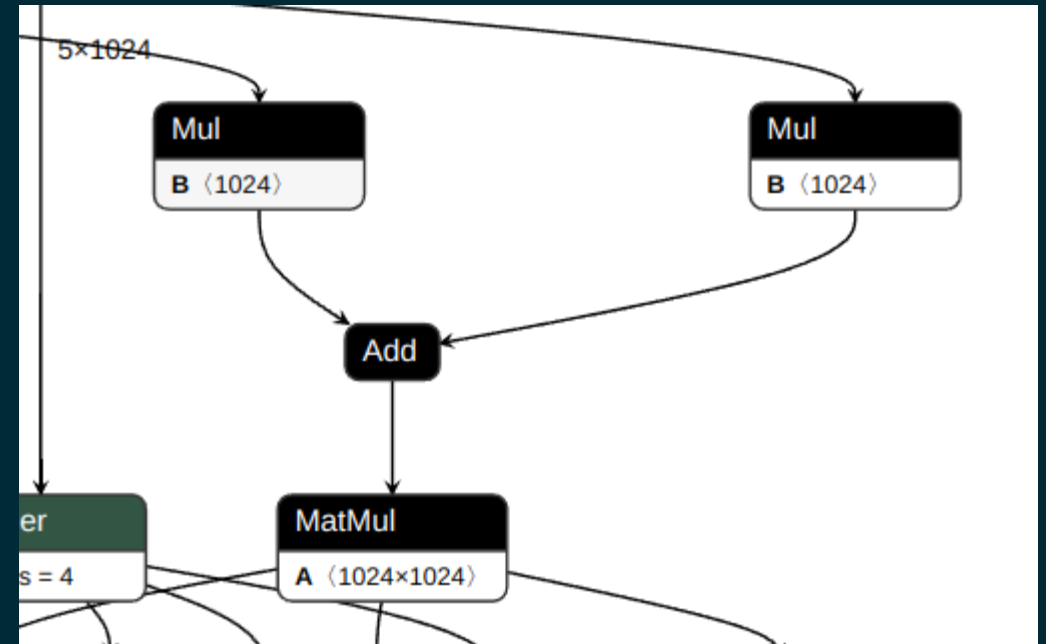 5×1024
Mul
B 〈1024〉
Mul
B 〈1024〉
Add
er
s = 4
MatMul
A 〈1024×1024〉